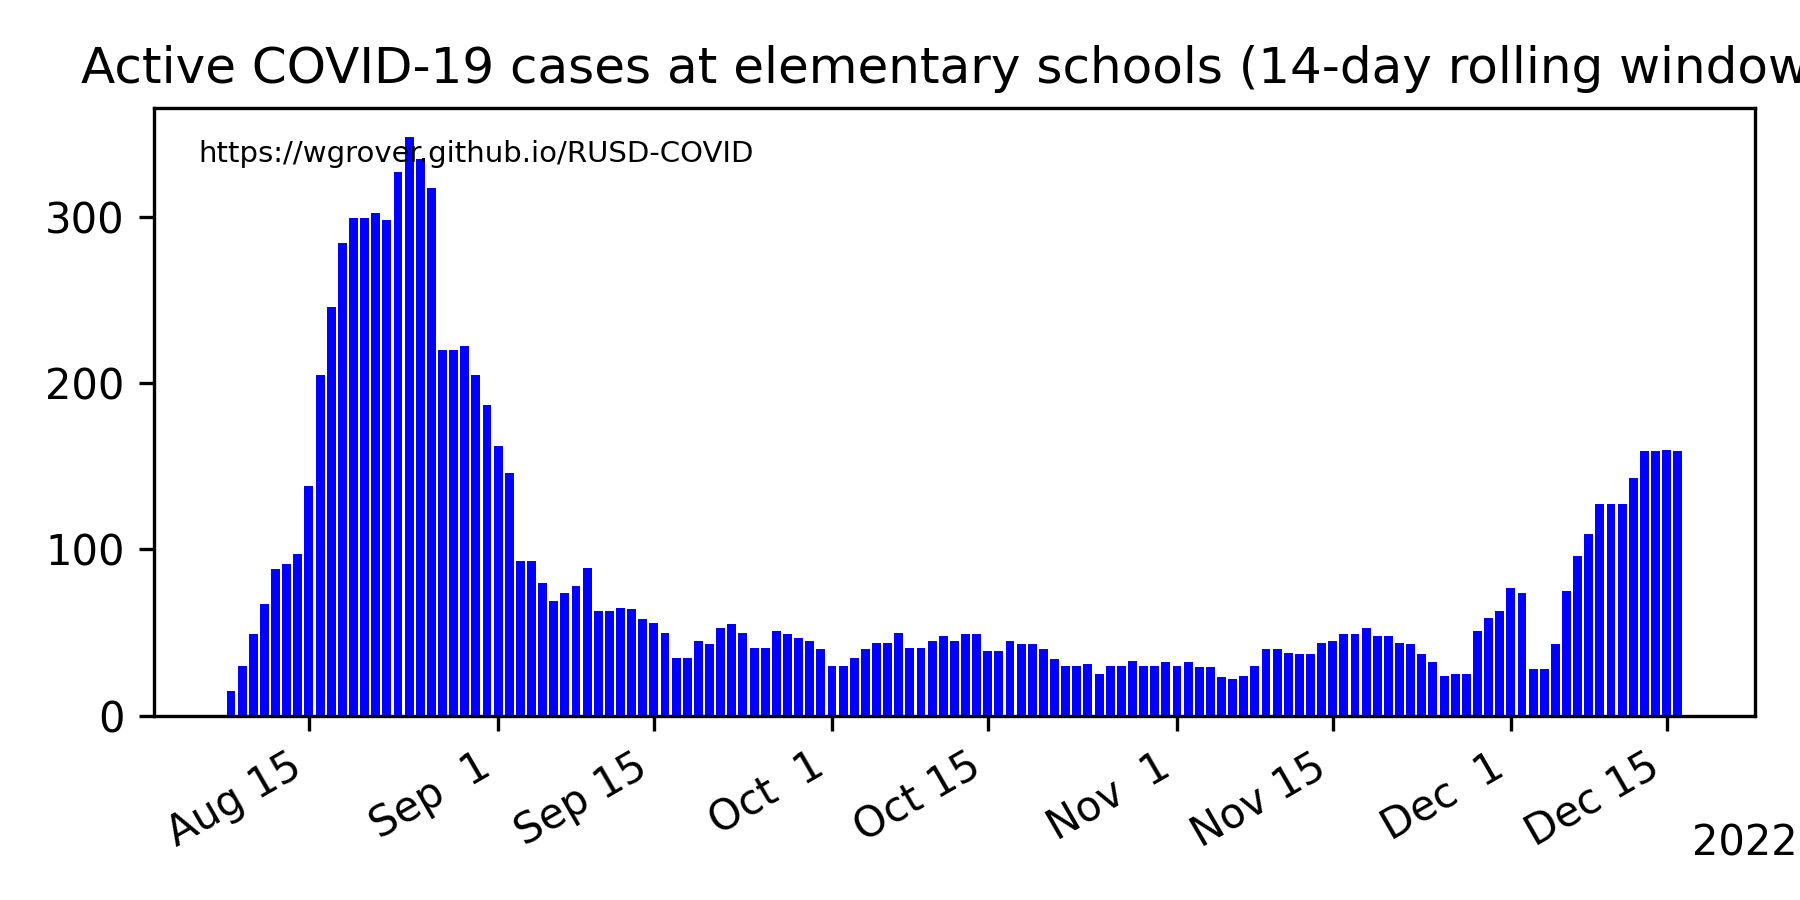 Active COVID-19 cases at elementary schools (14-day rolling window
https://wgrover.github.io/RUSD-COVID
300
200
100
0
Aug 15
Sep 1
Sep 15
Oct 1
Oct 15
Nov 1
Nov 15
Dec 1
Dec 15
2022